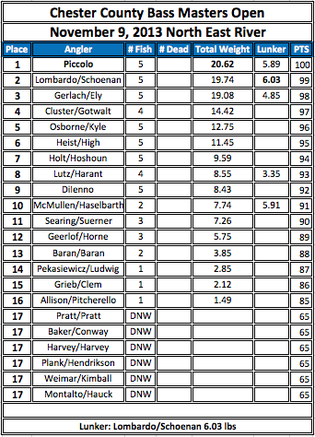 Chester County Bass Masters Open
November 9, 2013 North East River
Place Angler # Fish # Dead Total Weight Lunker PTS
1 Piccolo 5 20.62 5.89 100
2 Lombardo/Schoenan 5 19.74 6.03 99
3 Gerlach/Ely 5 19.08 4.85 98
4 Cluster/Gotwalt 4 14.42 97
5 Osborne/Kyle 5 12.75 96
6 Heist/High 5 11.45 95
7 Holt/Hoshoun 5 9.59 94
8 Lutz/Harant 4 8.55 3.35 93
9 Dilenno 5 8.43 92
10 McMullen/Haselbarth 2 7.74 5.91 91
11 Searing/Suerner 3 7.26 90
12 Geerlof/Horne 3 5.75 89
13 Baran/Baran 2 3.85 88
14 Pekasiewicz/Ludwig 1 2.85 87
15 Grieb/Clem 1 2.12 86
16 Allison/Pitcherello 1 1.49 85
17 Pratt/Pratt DNW 65
17 Baker/Conway DNW 65
17 Harvey/Harvey DNW 65
17 Plank/Hendrikson DNW 65
17 Weimar/Kimball DNW 65
17 Montalto/Hauck DNW 65
Lunker: Lombardo/Schoenan 6.03 lbs